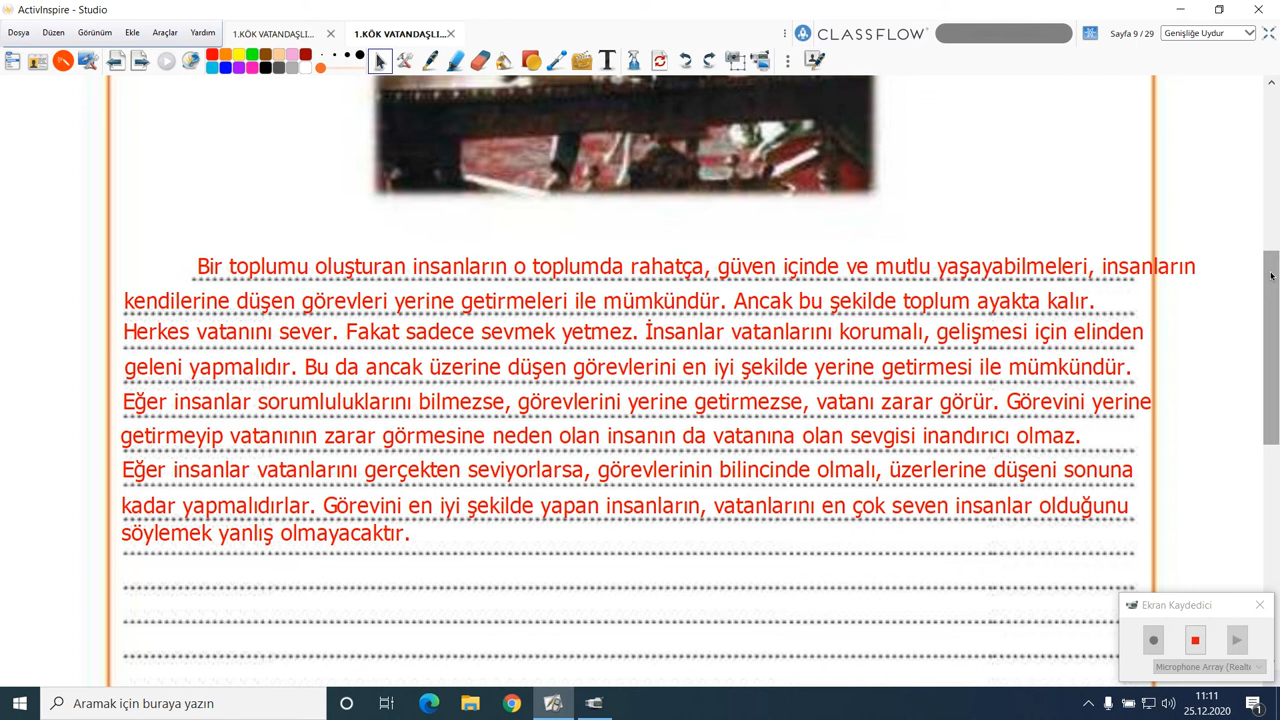 ActivInspire - Studio
Dosya Düzen Görünüm Ekle Araçlar Yardım
1.KÖK VATANDAŞLI... 1.KÖK VATANDAŞLI...
CLASSFLOW
Sayfa 9 / 29 Genişliğe Uydur
Bir toplumu oluşturan insanların o toplumda rahatça, güven içinde ve mutlu yaşayabilmeleri, insanların
kendilerine düşen görevleri yerine getirmeleri ile mümkündür. Ancak bu şekilde toplum ayakta kalır.
Herkes vatanını sever. Fakat sadece sevmek yetmez. İnsanlar vatanlarını korumalı, gelişmesi için elinden
geleni yapmalıdır. Bu da ancak üzerine düşen görevlerini en iyi şekilde yerine getirmesi ile mümkündür.
Eğer insanlar sorumluluklarını bilmezse, görevlerini yerine getirmezse, vatanı zarar görür. Görevini yerine
getirmeyip vatanının zarar görmesine neden olan insanın da vatanına olan sevgisi inandırıcı olmaz.
Eğer insanlar vatanlarını gerçekten seviyorlarsa, görevlerinin bilincinde olmalı, üzerlerine düşeni sonuna
kadar yapmalıdırlar. Görevini en iyi şekilde yapan insanların, vatanlarını en çok seven insanlar olduğunu
söylemek yanlış olmayacaktır.
Ekran Kaydedici
Microphone Array (Realt
Aramak için buraya yazın
11:11
25.12.2020
1